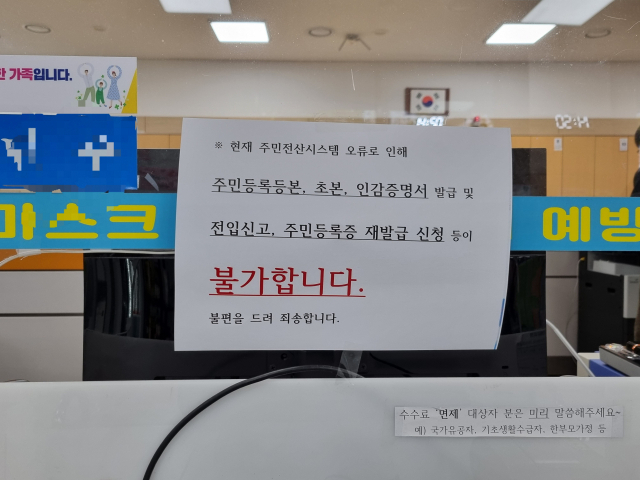 한 가족입니다.
14:50
※ 현재 주민전산시스템 오류로 인해
주민등록등본, 초본, 인감증명서 발급 및
전입신고, 주민등록증 재발급 신청 등이
불가합니다.
불편을 드려 죄송합니다.
마스크
예방
수수료 '면제' 대상자 분은 미리 말씀해주세요~
예) 국가유공자, 기초생활수급자, 한부모가정 등